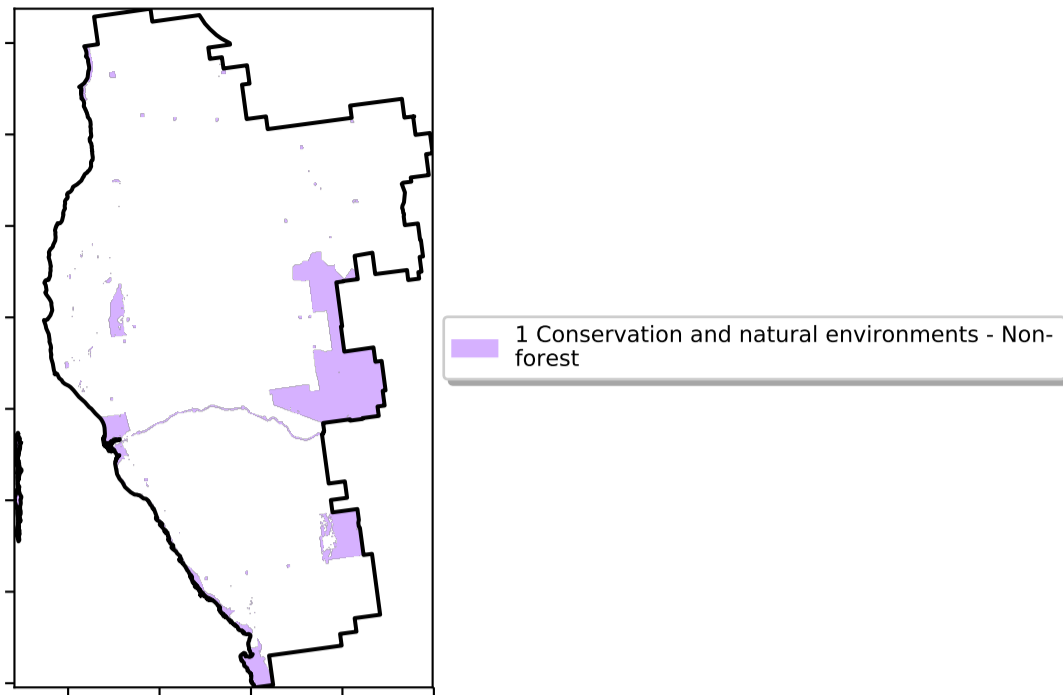 1 Conservation and natural environments - Non-
forest